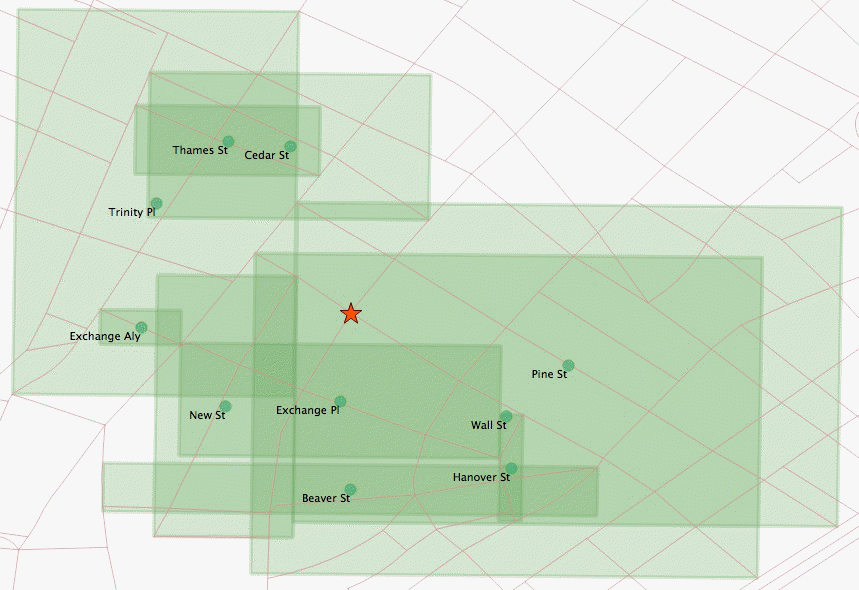 Thames St
Cedar St
Trinity Pl
Exchange Aly
Pine St
New St
Exchange Pl
Wall St
Hanover St
Beaver St